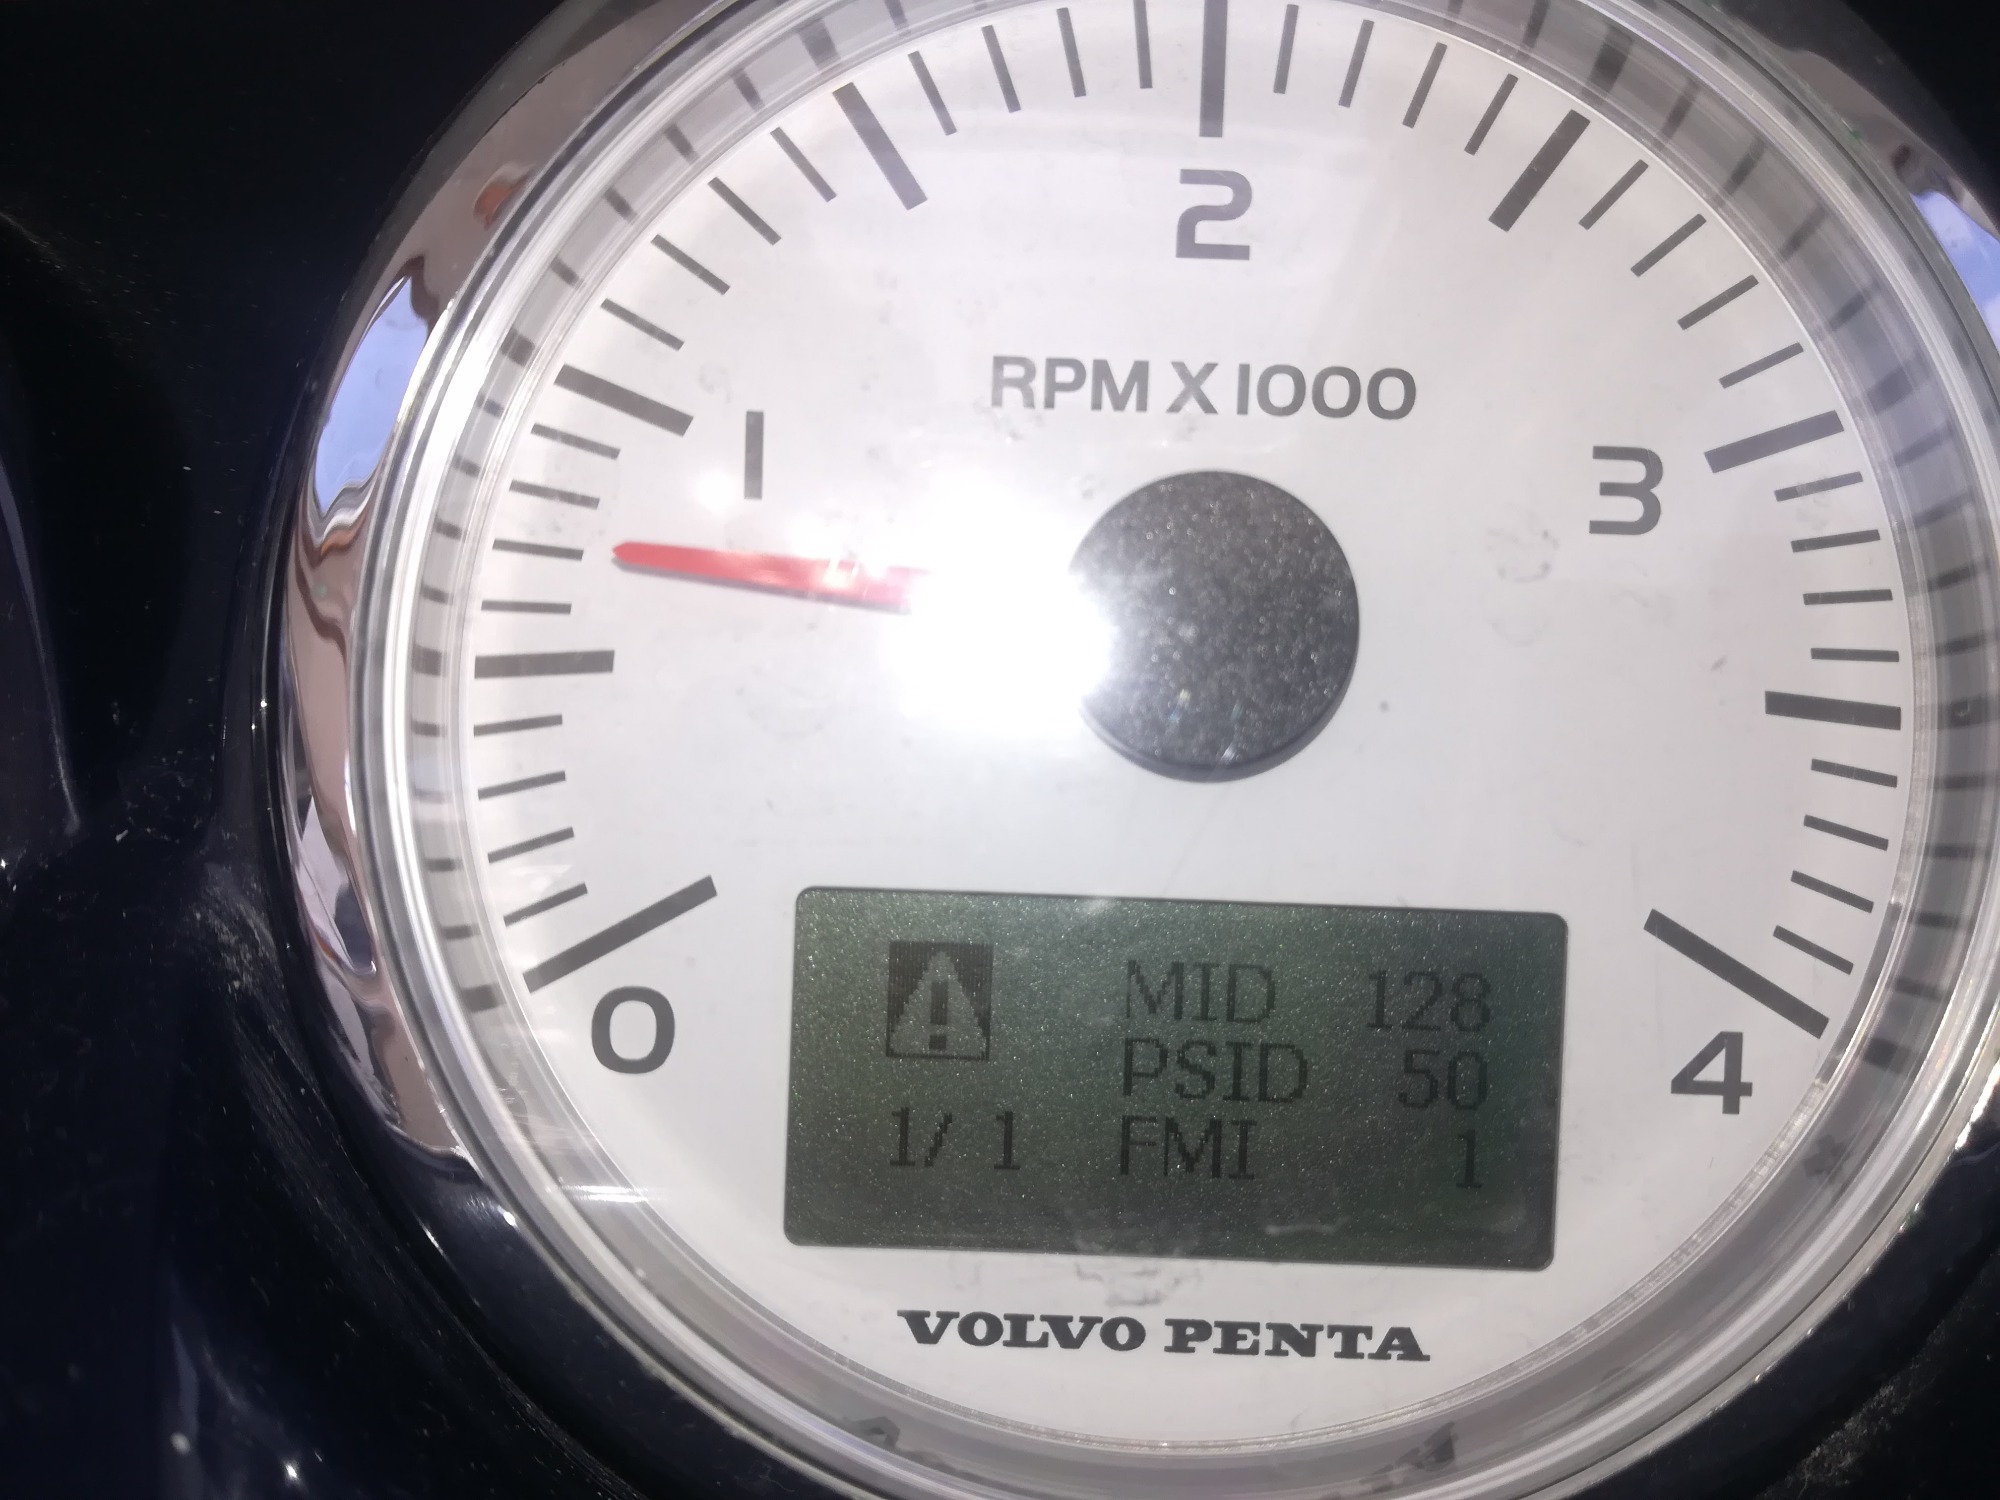 2
RPM X 1000
1
3
0
4
MID 128
PSID 50
1/ 1 FMI 1
VOLVO PENTA